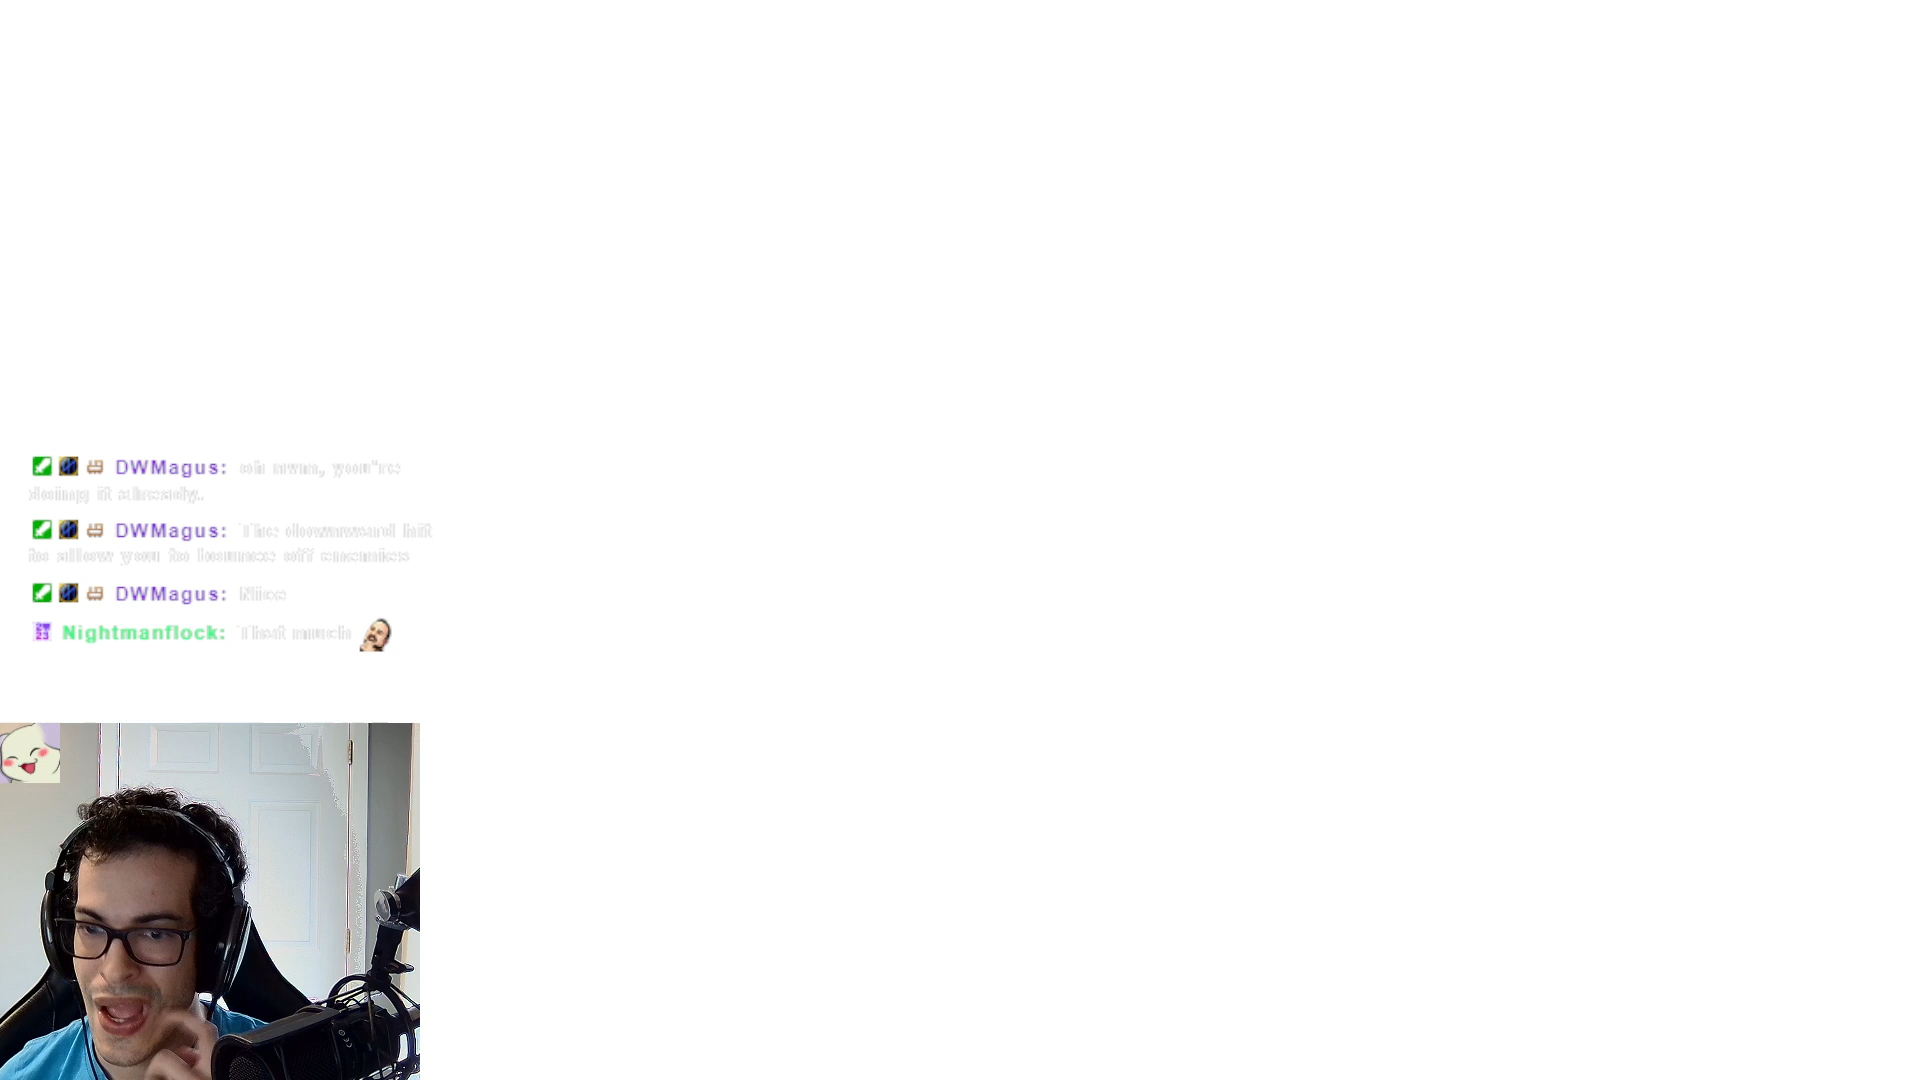 DWMagus: oh nvm, you're
doing it already.
DWMagus: The downward hit
to allow you to bounce off enemies
DWMagus: Nice
Nightmanflock: That much